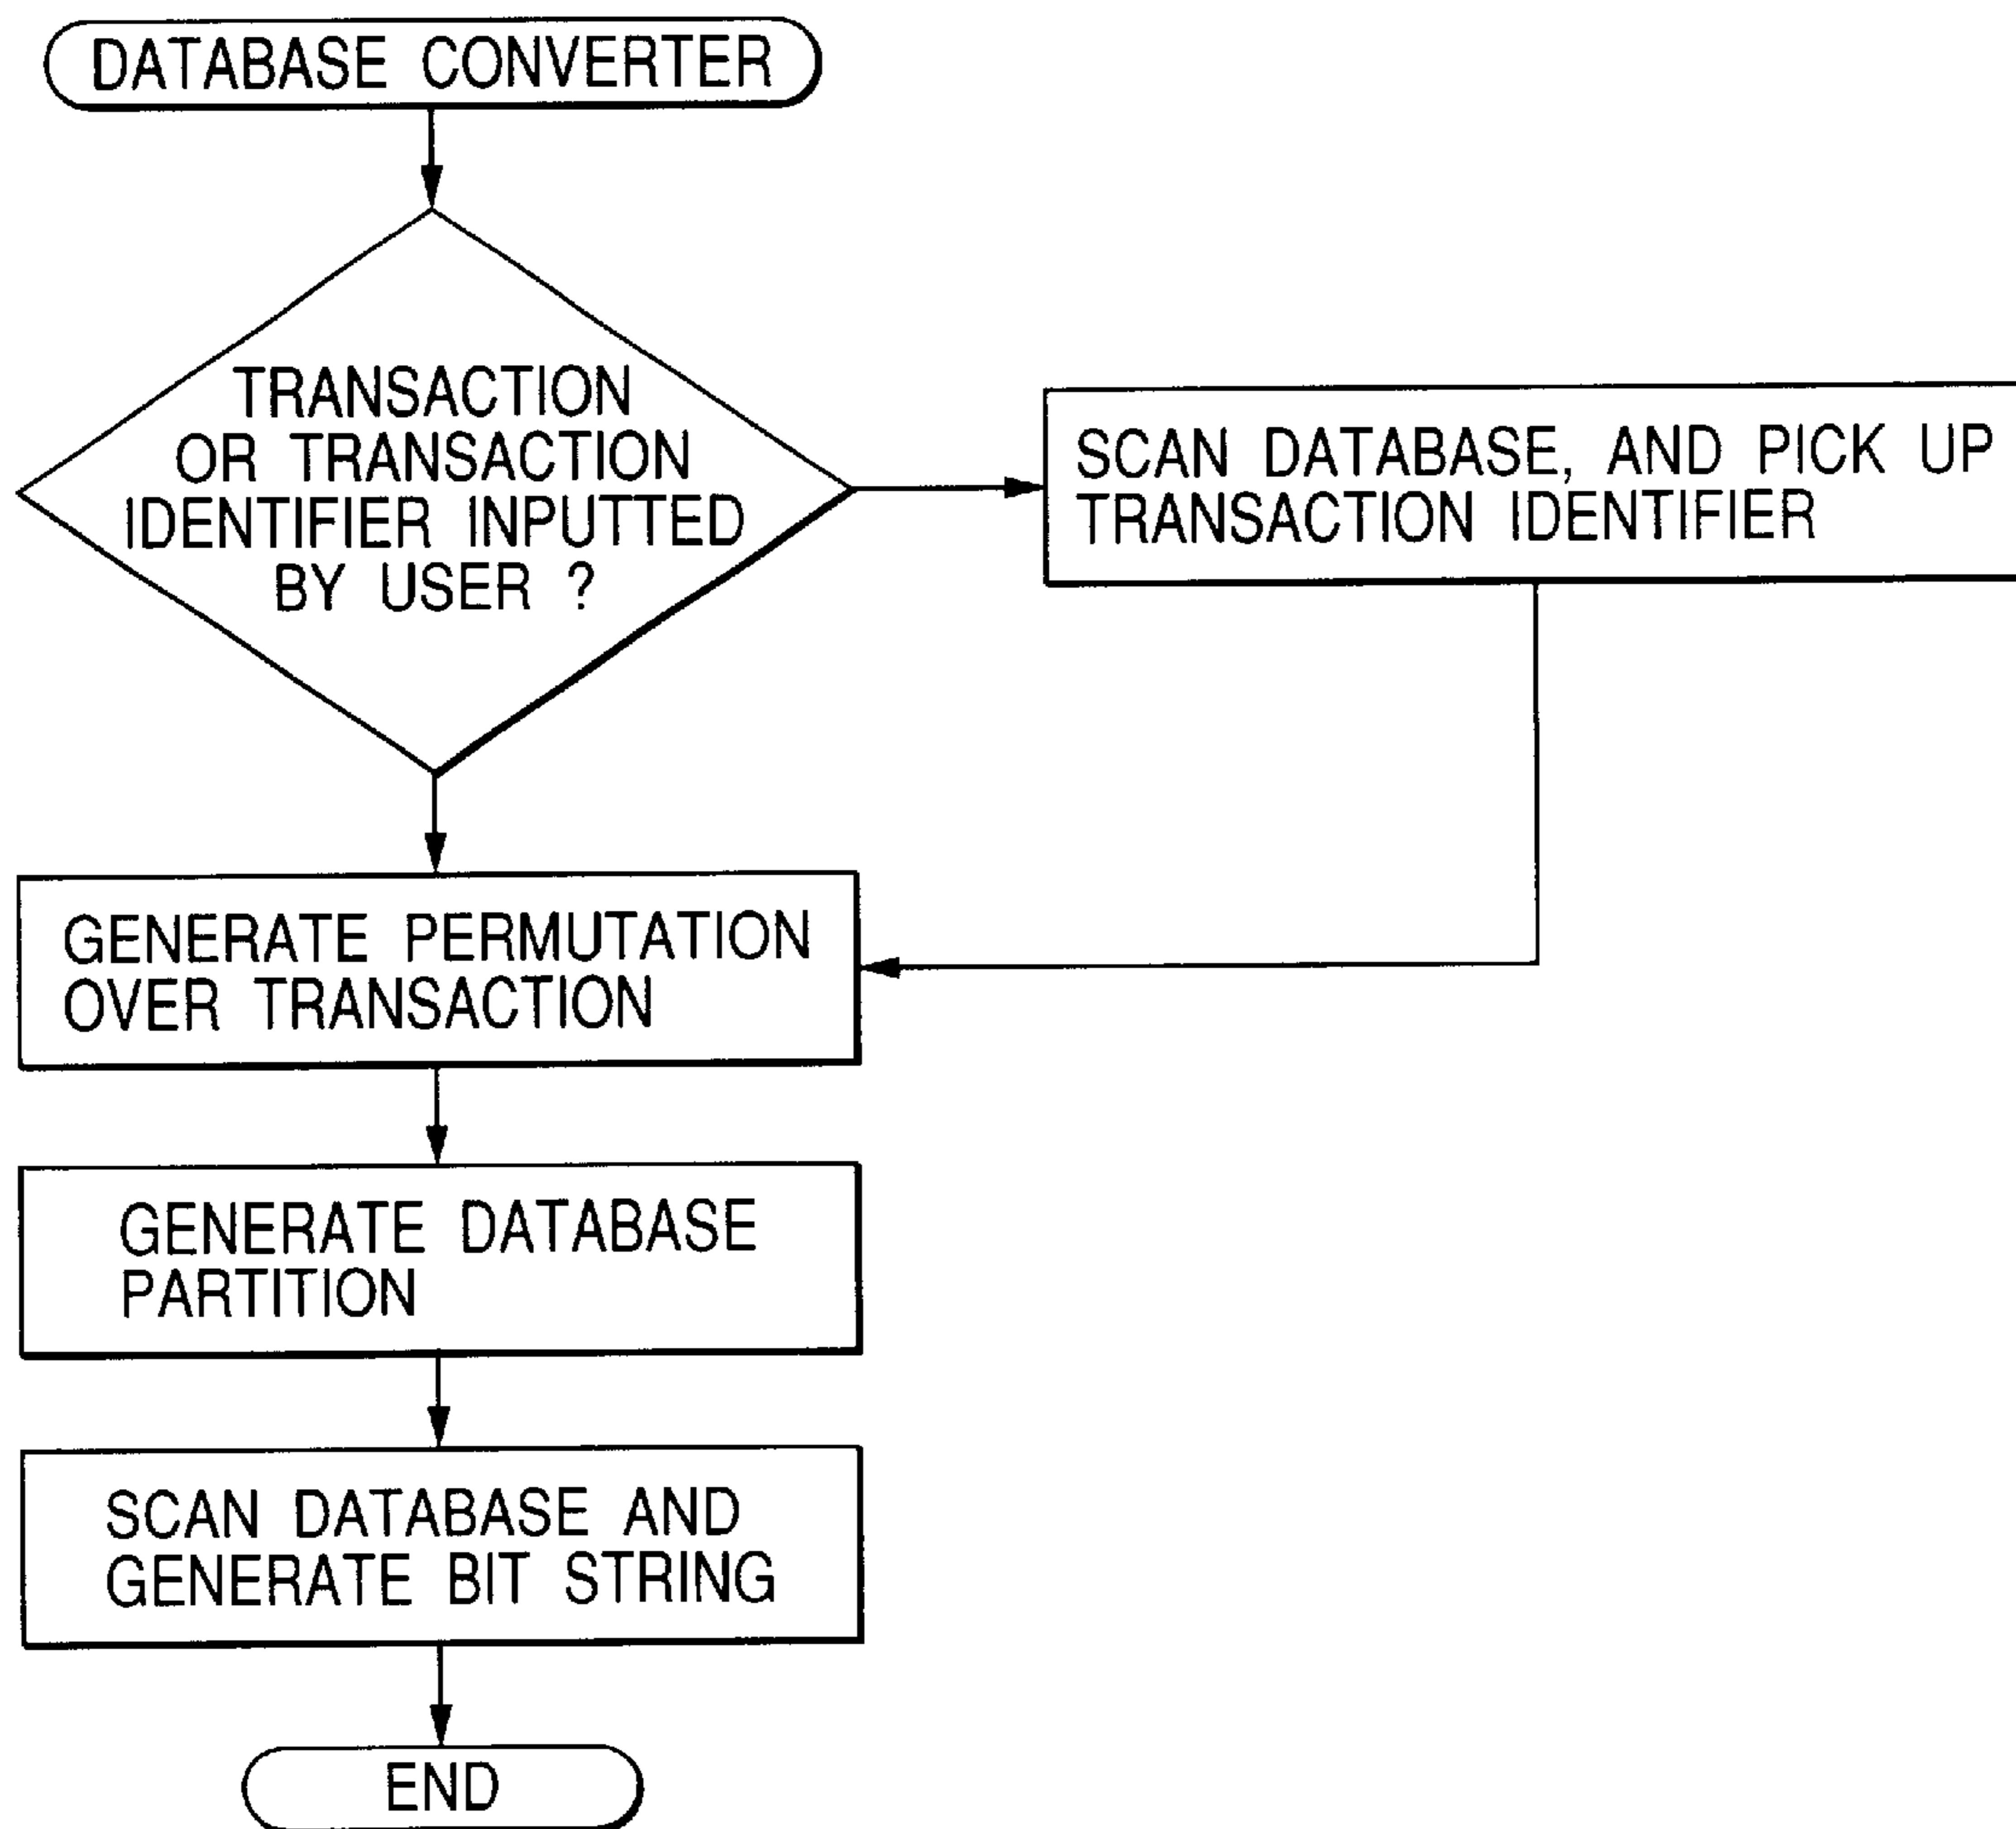 DATABASE CONVERTER
TRANSACTION
OR TRANSACTION
IDENTIFIER INPUTTED
BY USER ?
SCAN DATABASE, AND PICK UP
TRANSACTION IDENTIFIER
GENERATE PERMUTATION
OVER TRANSACTION
GENERATE DATABASE
PARTITION
SCAN DATABASE AND
GENERATE BIT STRING
END